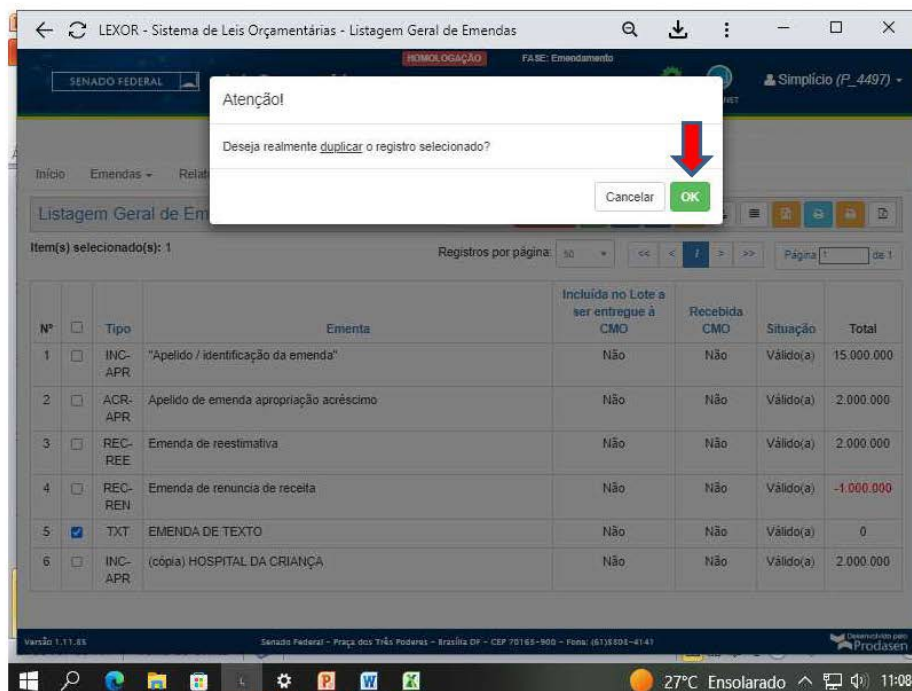 LEXOR - Sistema de Leis Orçamentárias - Listagem Geral de Emendas
HOMOLOGAÇÃO FASE: Emendamento
SENADO FEDERAL
Simplício (P_4497)
Atenção!
Deseja realmente duplicar o registro selecionado?
Cancelar OK
Início Emendas Relat
Listagem Geral de Em
Item(s) selecionado(s): 1 Registros por página: 50 << < 1 > >> Página 1 de 1
Nº Tipo Ementa Incluída no Lote a ser entregue à CMO Recebida CMO Situação Total
1 INC-APR "Apelido / identificação da emenda" Não Não Válido(a) 15.000.000
2 ACR-APR Apelido de emenda apropriação acréscimo Não Não Válido(a) 2.000.000
3 REC-REE Emenda de reestimativa Não Não Válido(a) 2.000.000
4 REC-REN Emenda de renuncia de receita Não Não Válido(a) -1.000.000
5 TXT EMENDA DE TEXTO Não Não Válido(a) 0
6 INC-APR (cópia) HOSPITAL DA CRIANÇA Não Não Válido(a) 2.000.000
Versão 1.11.85 Senado Federal - Praça dos Três Poderes - Brasília DF - CEP 70165-900 - Fone: Desenvolvido pelo Prodasen
27°C Ensolarado 11:08